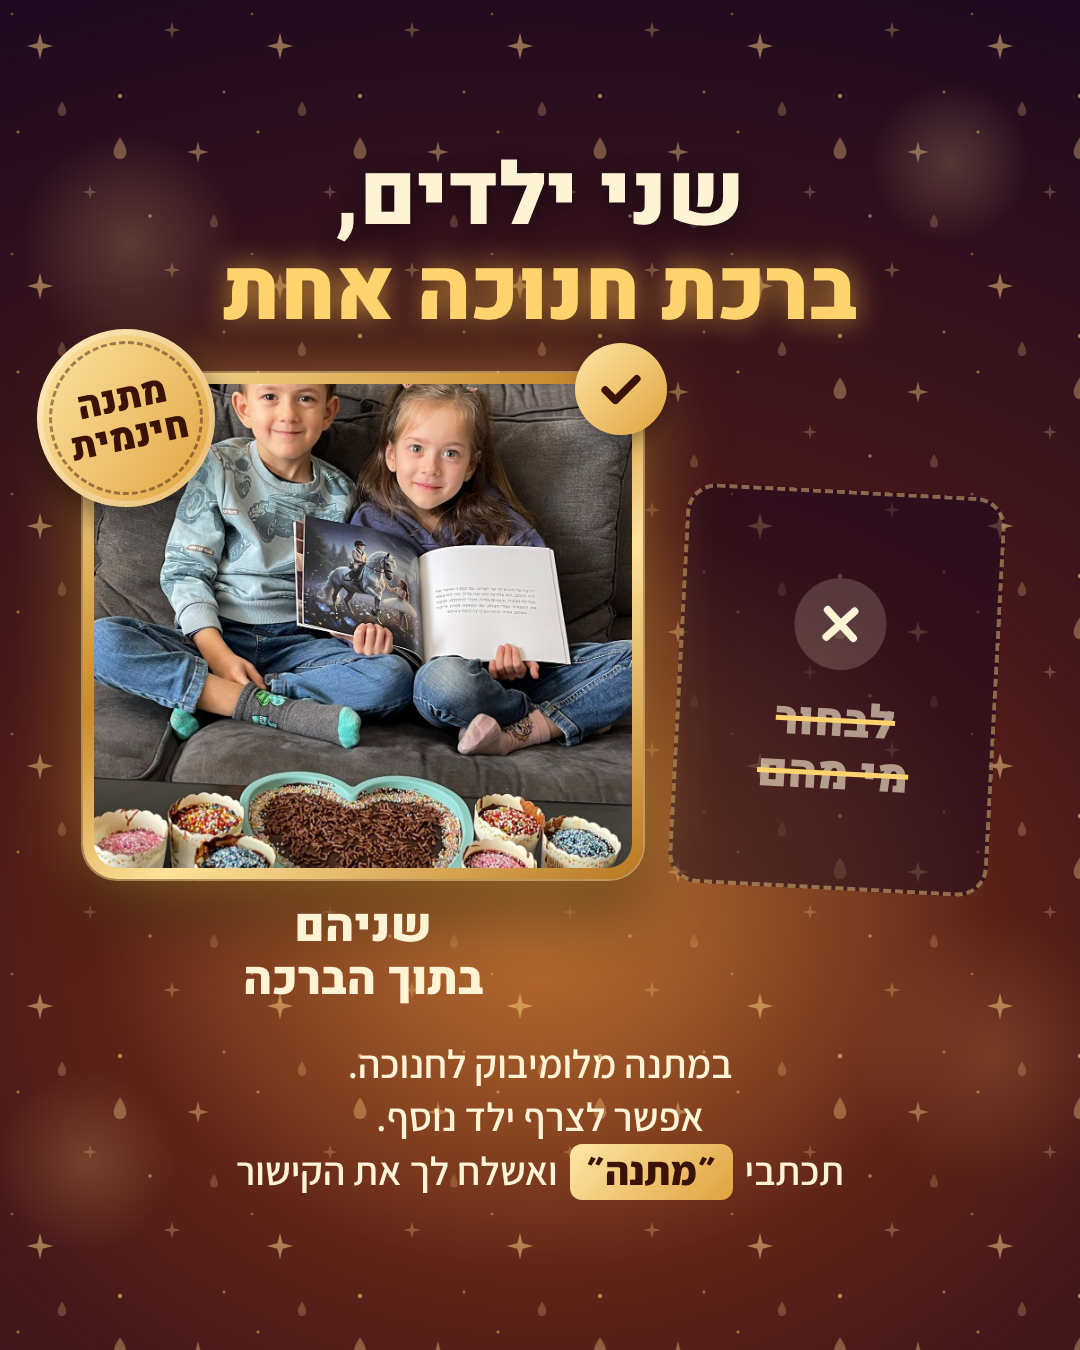 שני ילדים,
ברכת חנוכה אחת
מתנה
חינמית
לבחור
מי מהם
שניהם
בתוך הברכה
במתנה מלומיבוק לחנוכה.
אפשר לצרף ילד נוסף.
תכתבי "מתנה" ואשלח לך את הקישור